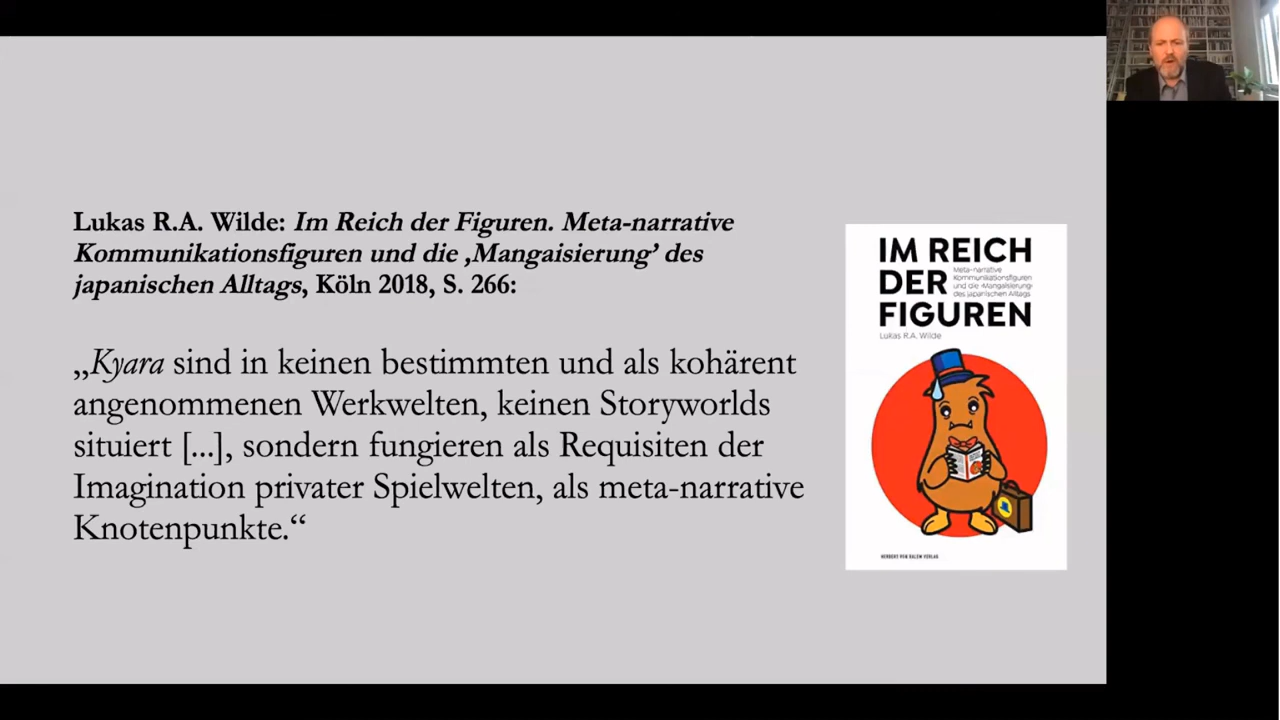 Lukas R.A. Wilde: Im Reich der Figuren. Meta-narrative
Kommunikationsfiguren und die ‚Mangaisierung’ des
japanischen Alltags, Köln 2018, S. 266:
„Kyara sind in keinen bestimmten und als kohärent
angenommenen Werkwelten, keinen Storyworlds
situiert [...], sondern fungieren als Requisiten der
Imagination privater Spielwelten, als meta-narrative
Knotenpunkte.“
IM REICH
DER
FIGUREN
Meta-narrative
Kommunikationsfiguren
und die ›Mangaisierung‹
des japanischen Alltags
Lukas R.A. Wilde
HERBERT VON HALEM VERLAG